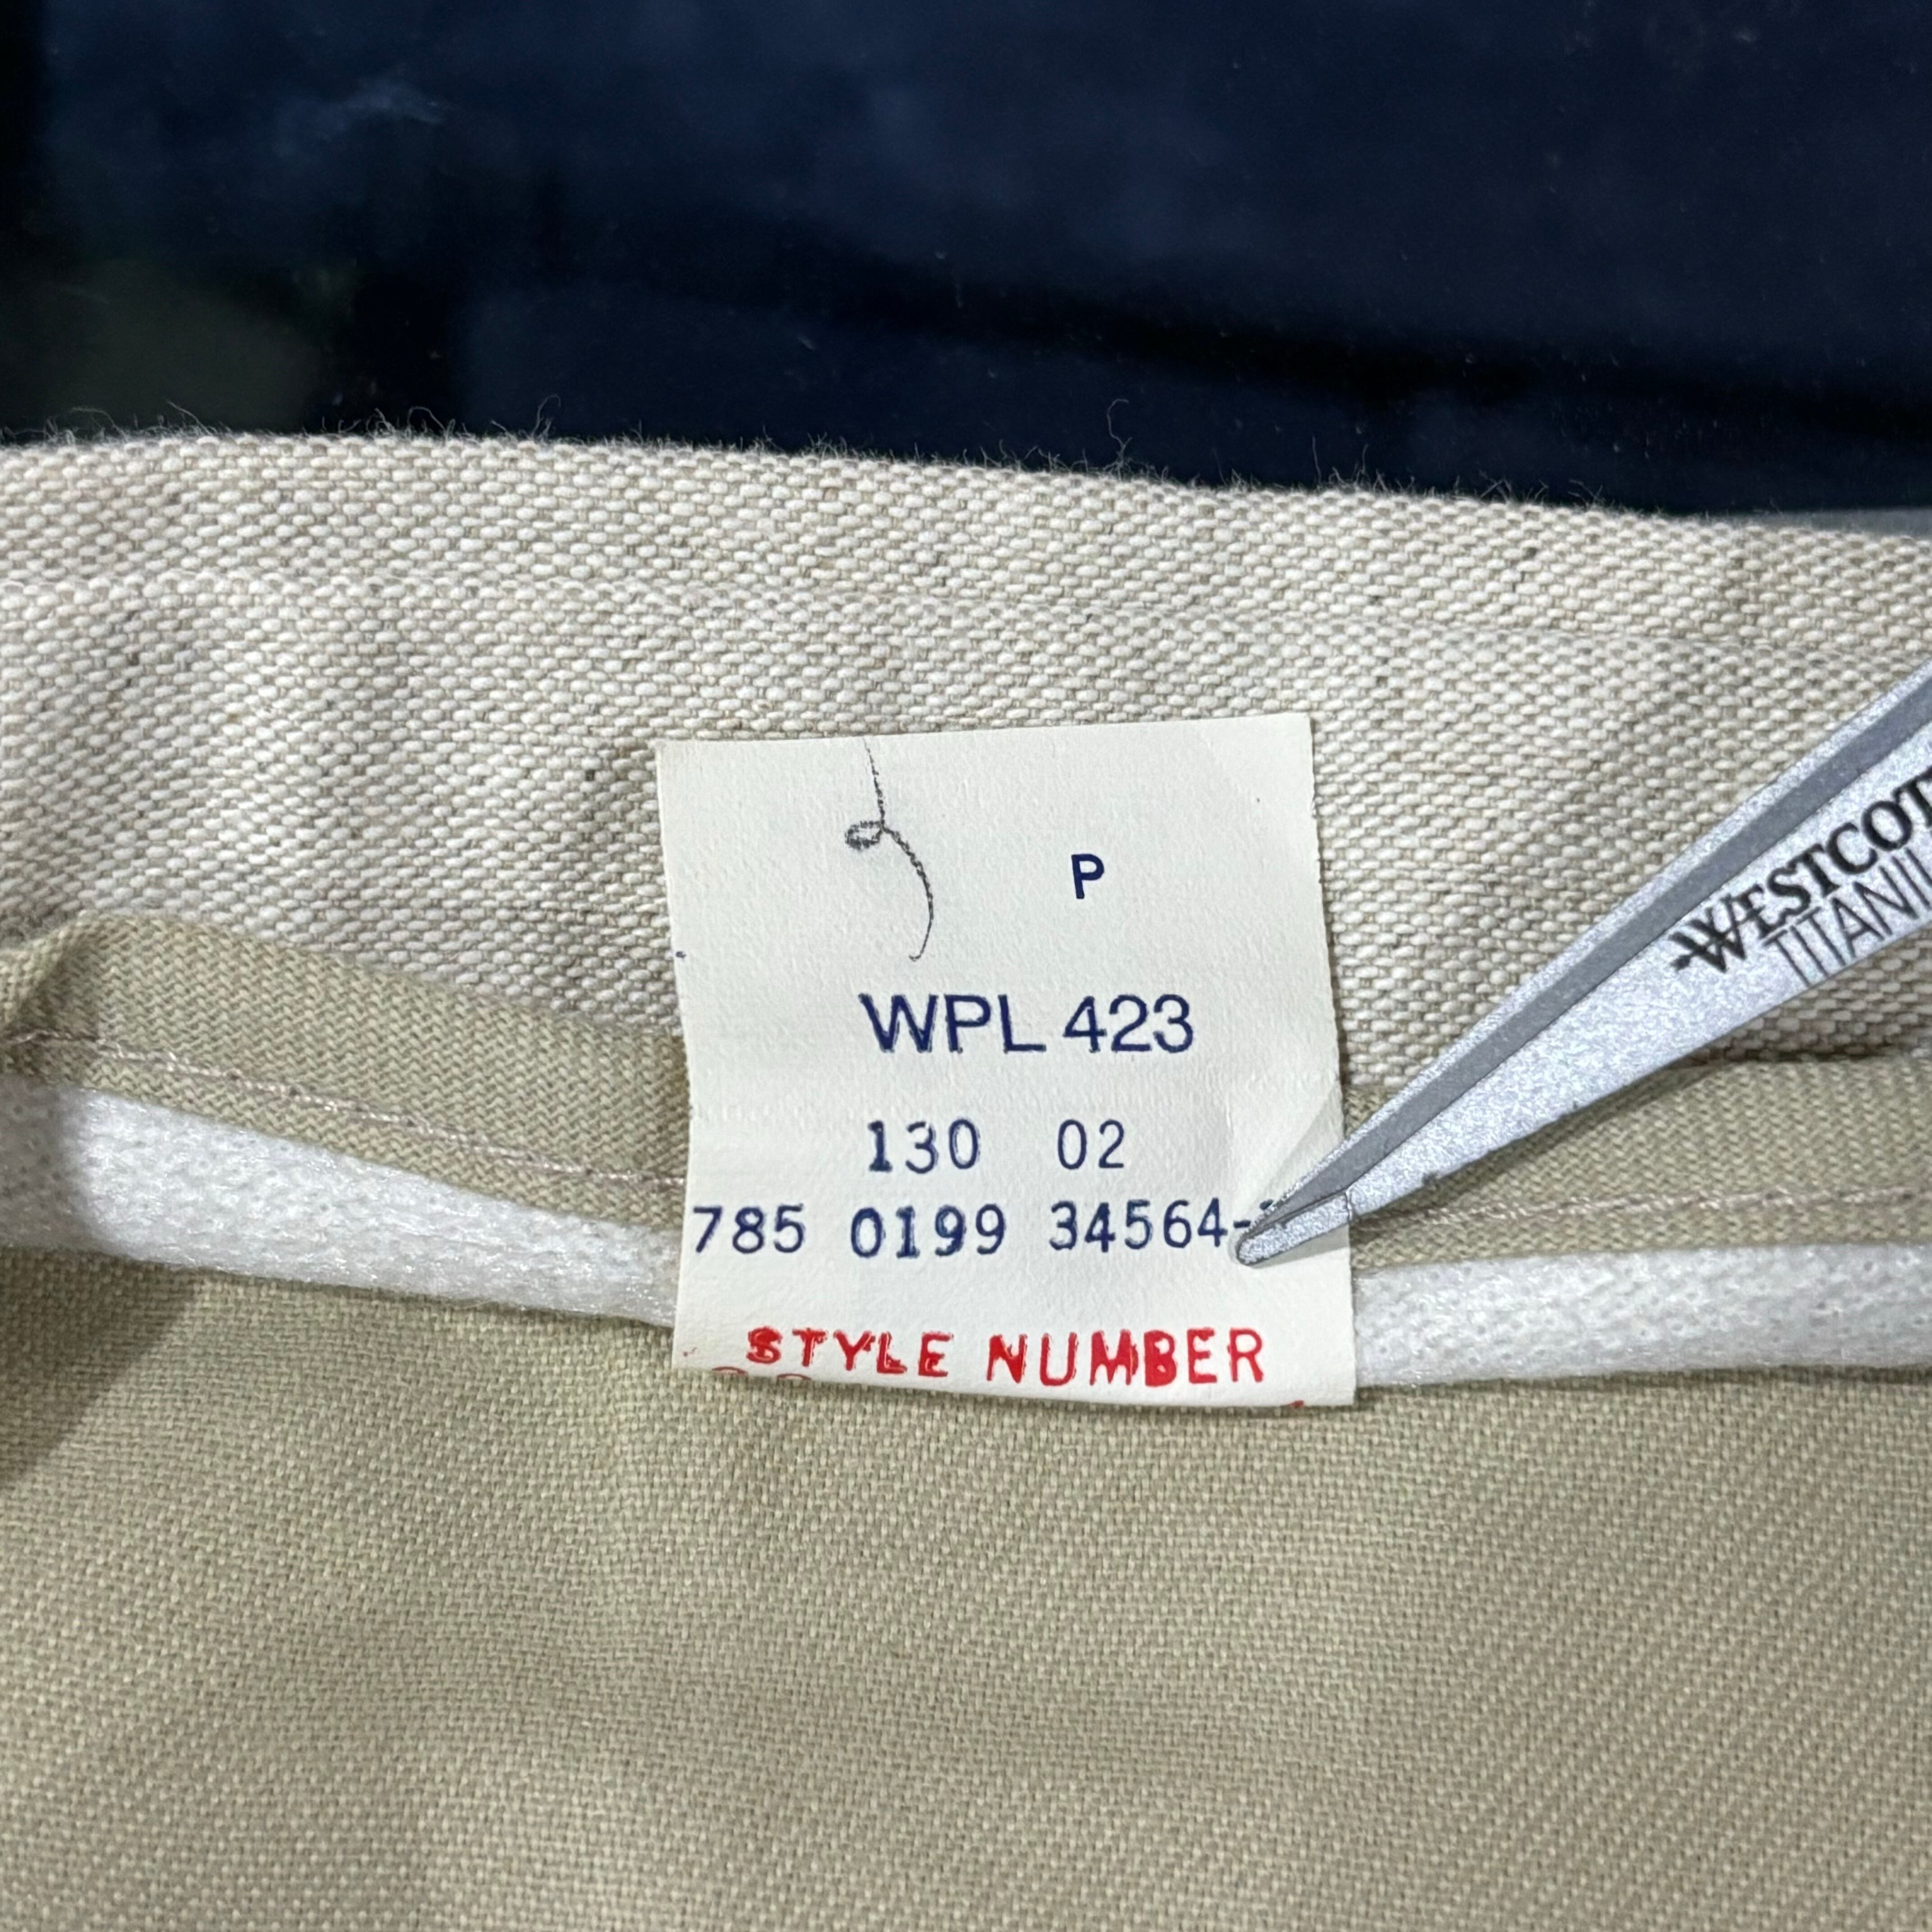 P
WPL 423
130 02
785 0199 34564-
STYLE NUMBER
WESTCOT
TITANI